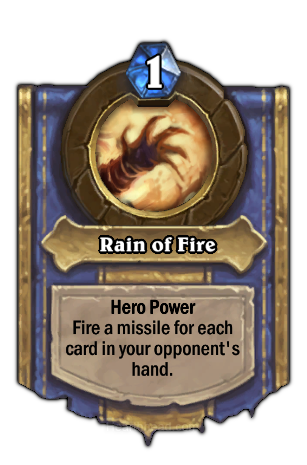 1
Rain of Fire
Hero Power
Fire a missile for each
card in your opponent's
hand.